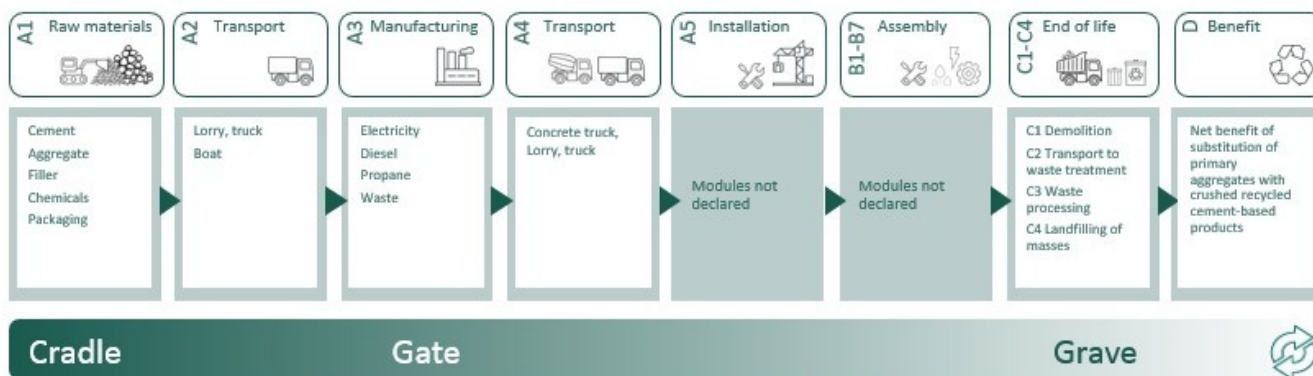 A1 Raw materials
A2 Transport
A3 Manufacturing
A4 Transport
A5 Installation
B1-B7 Assembly
C1-C4 End of life
D Benefit
Cement
Aggregate
Filler
Chemicals
Packaging
Lorry, truck
Boat
Electricity
Diesel
Propane
Waste
Concrete truck,
Lorry, truck
Modules not
declared
Modules not
declared
C1 Demolition
C2 Transport to
waste treatment
C3 Waste
processing
C4 Landfilling of
masses
Net benefit of
substitution of
primary
aggregates with
crushed recycled
cement-based
products
Cradle
Gate
Grave